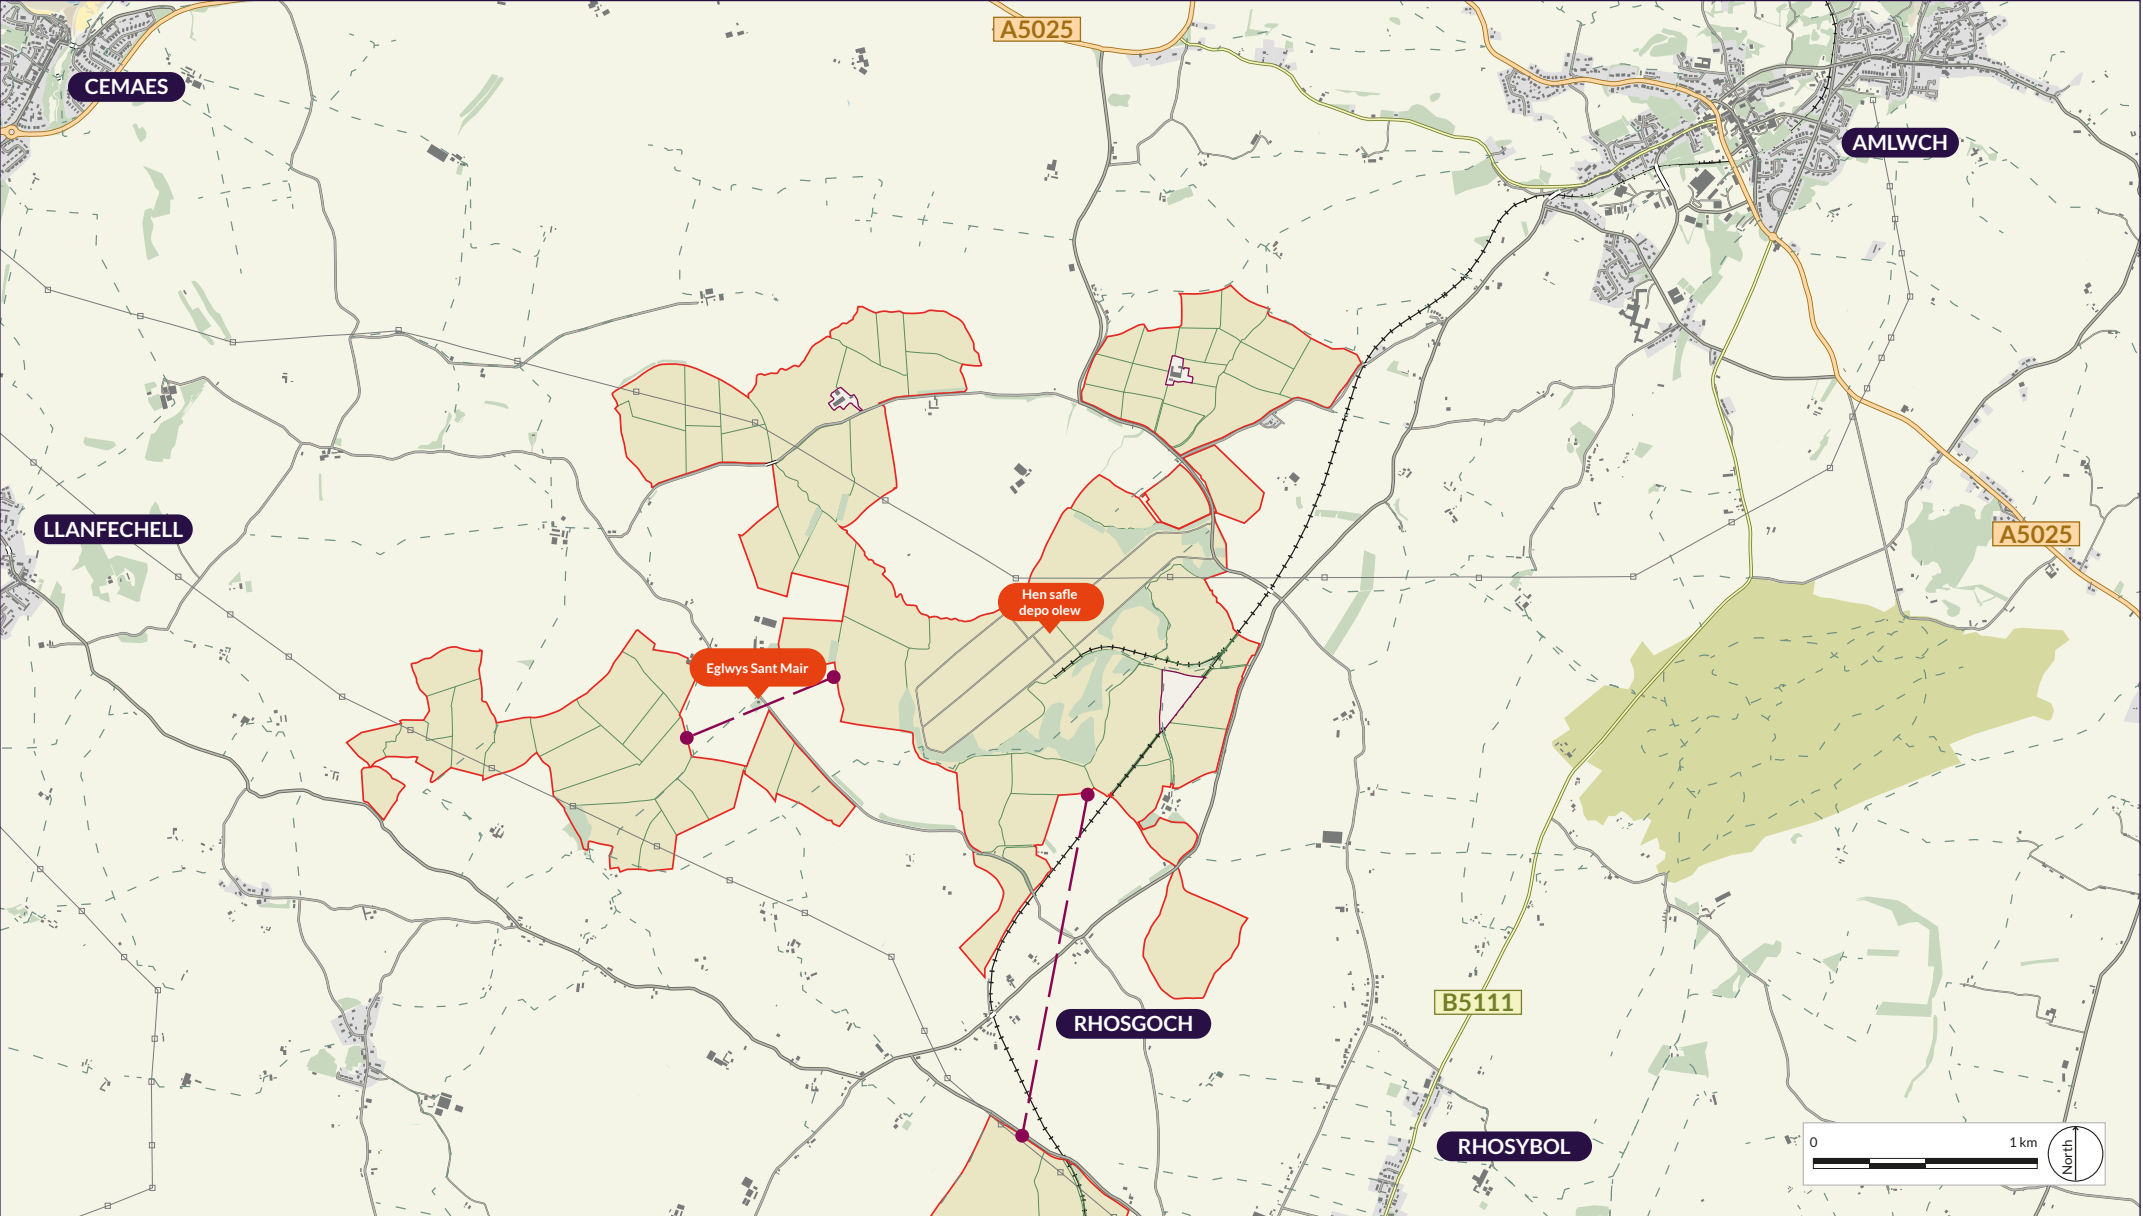 A5025
CEMAES
AMLWCH
LLANFECHELL
A5025
Hen safle
depo olew
Eglwys Sant Mair
B5111
RHOSGOCH
RHOSYBOL
0
1 km
North